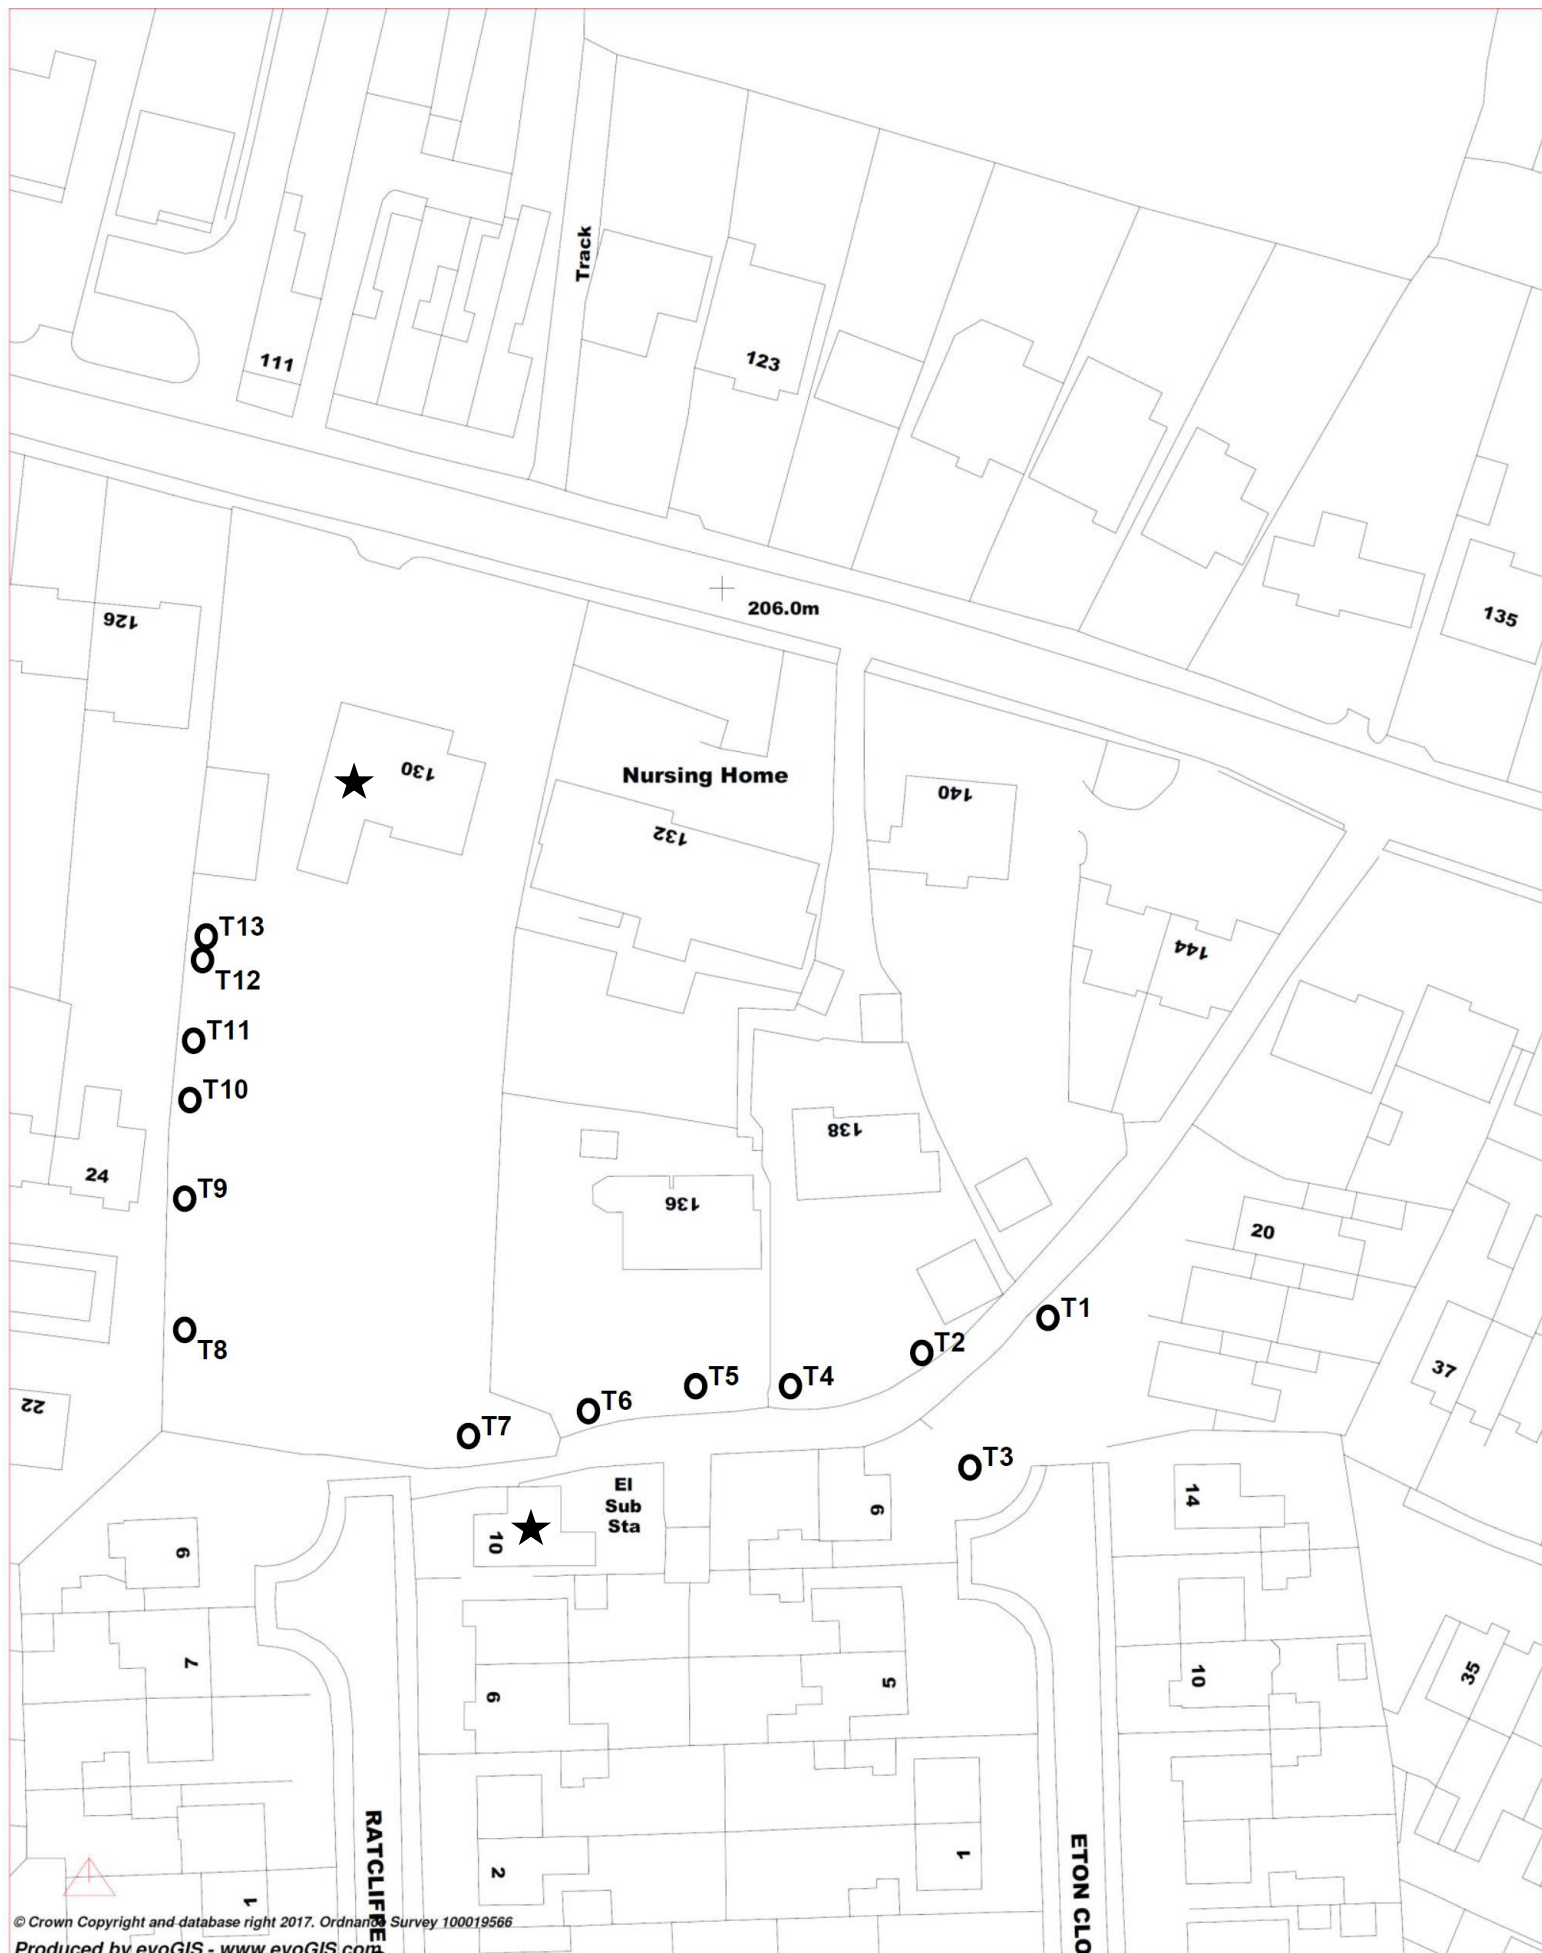 Track
111
123
206.0m
126
135
130
Nursing Home
140
132
144
T13
T12
T11
T10
138
24
T9
136
20
T1
T8
T2
37
T5
T4
T6
22
T7
T3
El
Sub
Sta
14
6
10
9
7
5
10
35
6
RATCLIFFE
ETON CLO
1
2
1
© Crown Copyright and database right 2017. Ordnance Survey 100019566
Produced by evoGIS - www.evoGIS.com